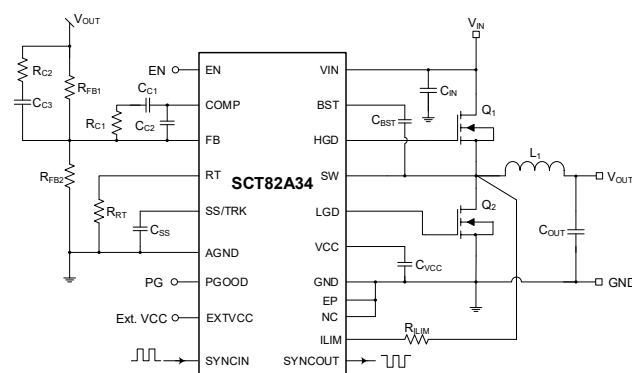 VOUT
RC2
RFB1
CC3
RFB2
EN
CC1
RC1
CC2
RRT
CSS
PG
Ext. VCC
EN
COMP
FB
RT
SS/TRK
AGND
PGOOD
EXTVCC
SYNCIN
SCT82A34
VIN
BST
HGD
SW
LGD
VCC
GND
EP
NC
ILIM
SYNCOUT
VIN
CIN
CBST
Q1
L1
VOUT
Q2
COUT
CVCC
GND
RILIM